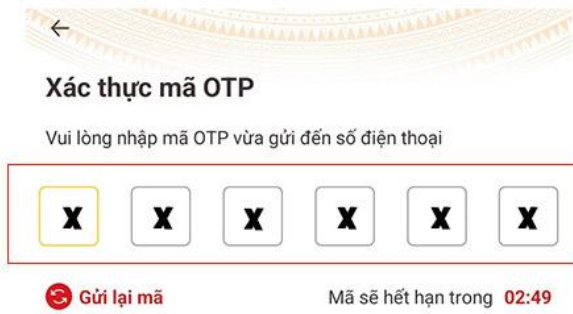 Xác thực mã OTP
Vui lòng nhập mã OTP vừa gửi đến số điện thoại
X X X X X X
Gửi lại mã Mã sẽ hết hạn trong 02:49